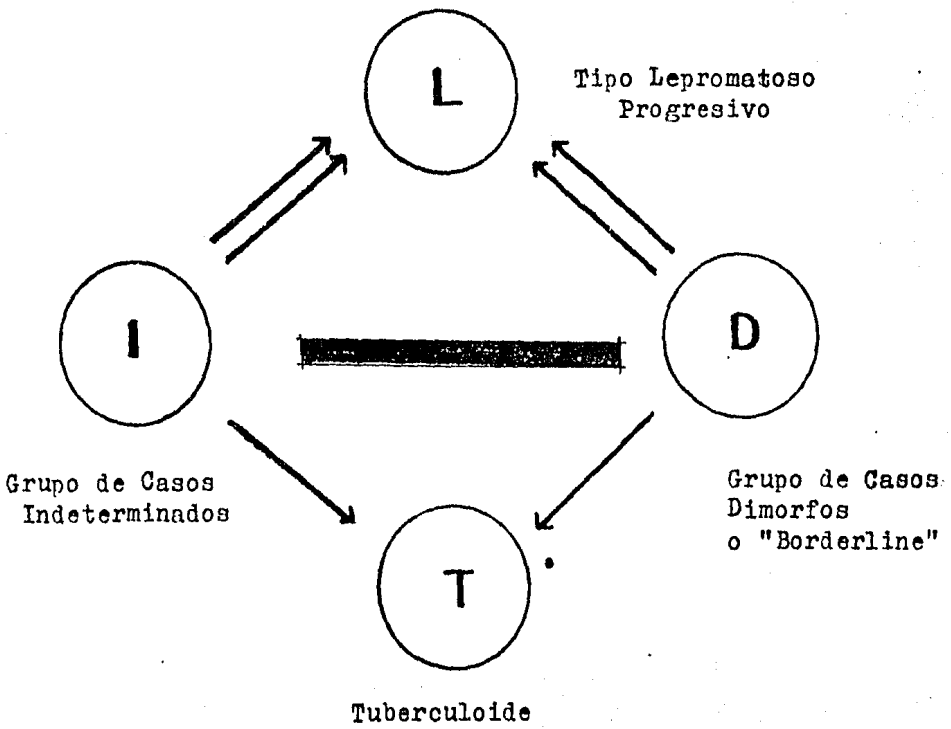 L
Tipo Lepromatoso
Progresivo
I
D
Grupo de Casos
Indeterminados
Grupo de Casos
Dimorfos
o "Borderline"
T
Tuberculoide